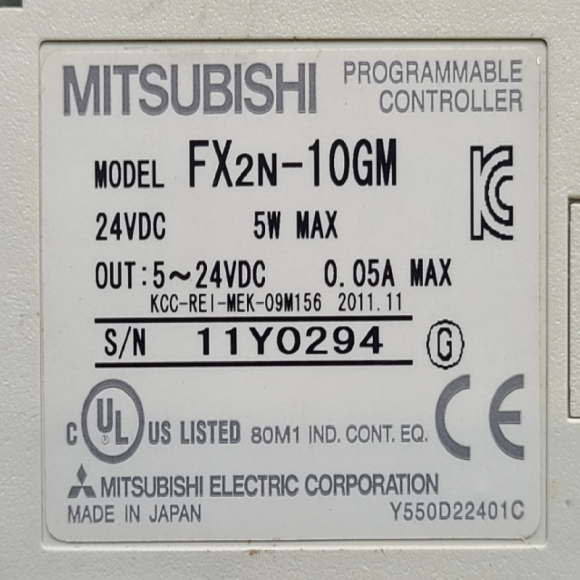 MITSUBISHI PROGRAMMABLE CONTROLLER
MODEL FX2N-10GM
24VDC 5W MAX
OUT:5~24VDC 0.05A MAX
KCC-REI-MEK-09M156 2011.11
S/N 11Y0294 G
C UL US LISTED 80M1 IND. CONT. EQ. CE
MITSUBISHI ELECTRIC CORPORATION
MADE IN JAPAN Y550D22401C